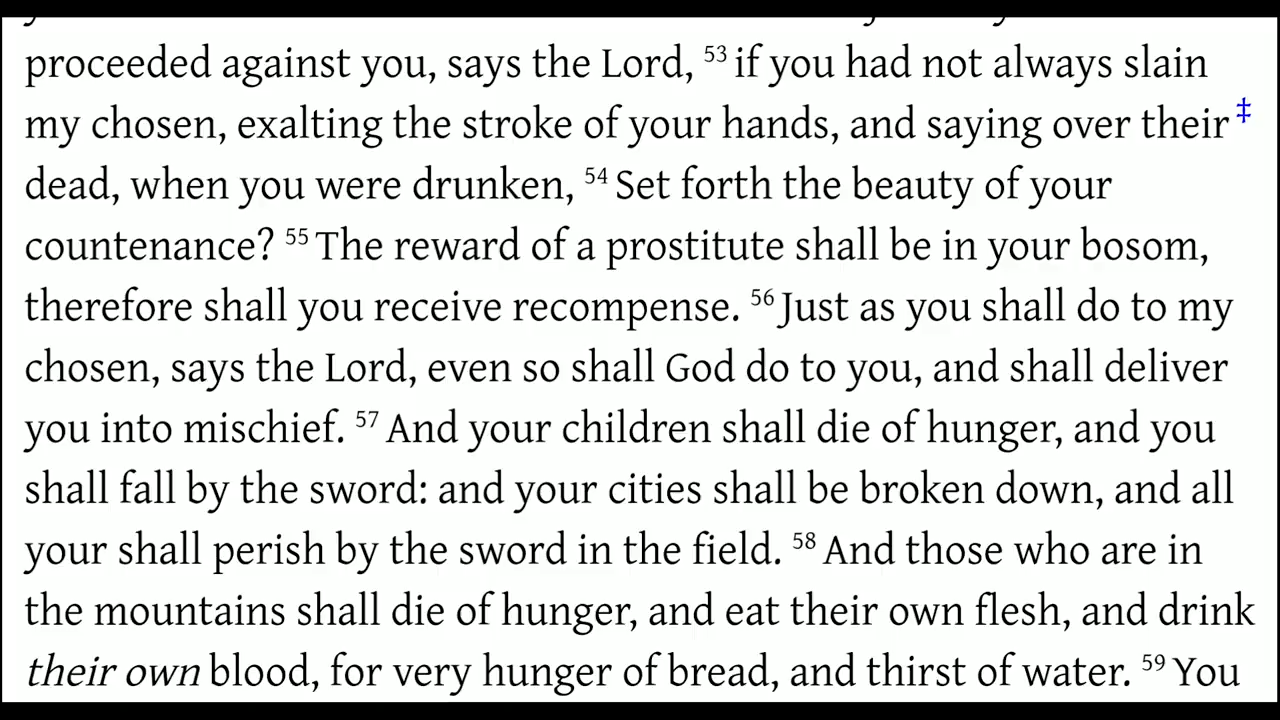 proceeded against you, says the Lord, 53 if you had not always slain
my chosen, exalting the stroke of your hands, and saying over their ‡
dead, when you were drunken, 54 Set forth the beauty of your
countenance? 55 The reward of a prostitute shall be in your bosom,
therefore shall you receive recompense. 56 Just as you shall do to my
chosen, says the Lord, even so shall God do to you, and shall deliver
you into mischief. 57 And your children shall die of hunger, and you
shall fall by the sword: and your cities shall be broken down, and all
your shall perish by the sword in the field. 58 And those who are in
the mountains shall die of hunger, and eat their own flesh, and drink
their own blood, for very hunger of bread, and thirst of water. 59 You